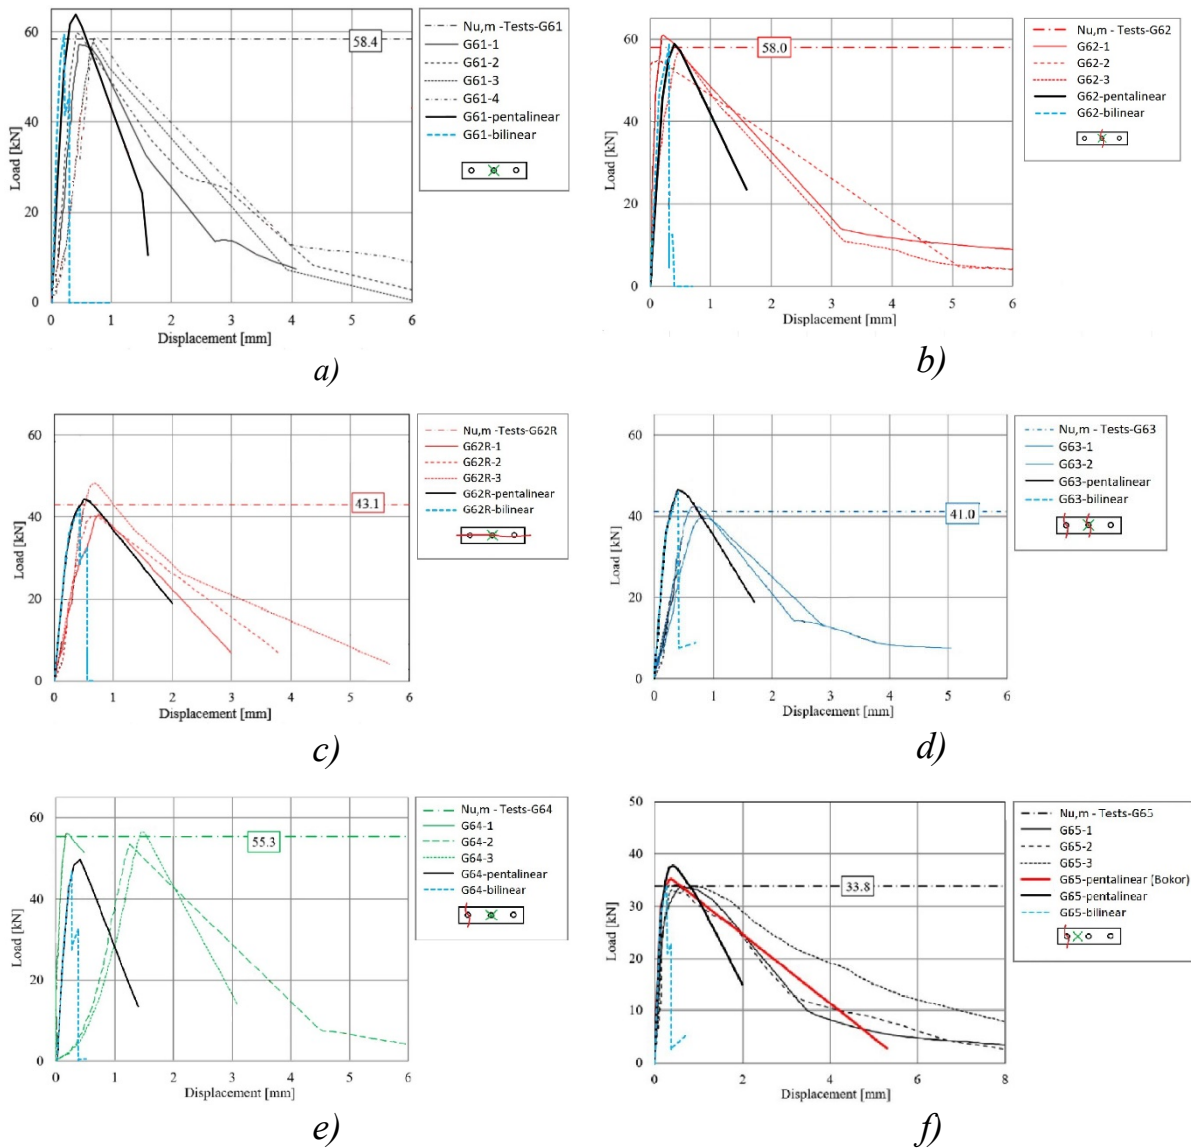 Load [kN]
60
40
20
0
58.4
0 1 2 3 4 5 6
Displacement [mm]
Nu,m -Tests-G61
G61-1
G61-2
G61-3
G61-4
G61-pentalinear
G61-bilinear
a)
Load [kN]
60
40
20
0
58.0
0 1 2 3 4 5 6
Displacement [mm]
Nu,m - Tests-G62
G62-1
G62-2
G62-3
G62-pentalinear
G62-bilinear
b)
Load [kN]
60
40
20
0
43.1
0 1 2 3 4 5 6
Displacement [mm]
Nu,m -Tests-G62R
G62R-1
G62R-2
G62R-3
G62R-pentalinear
G62R-bilinear
c)
Load [kN]
60
40
20
0
41.0
0 1 2 3 4 5 6
Displacement [mm]
Nu,m - Tests-G63
G63-1
G63-2
G63-pentalinear
G63-bilinear
d)
Load [kN]
60
40
20
0
55.3
0 1 2 3 4 5 6
Displacement [mm]
Nu,m - Tests-G64
G64-1
G64-2
G64-3
G64-pentalinear
G64-bilinear
e)
Load [kN]
50
40
30
20
10
0
33.8
0 2 4 6 8
Displacement [mm]
Nu,m - Tests-G65
G65-1
G65-2
G65-3
G65-pentalinear (Bokor)
G65-pentalinear
G65-bilinear
f)